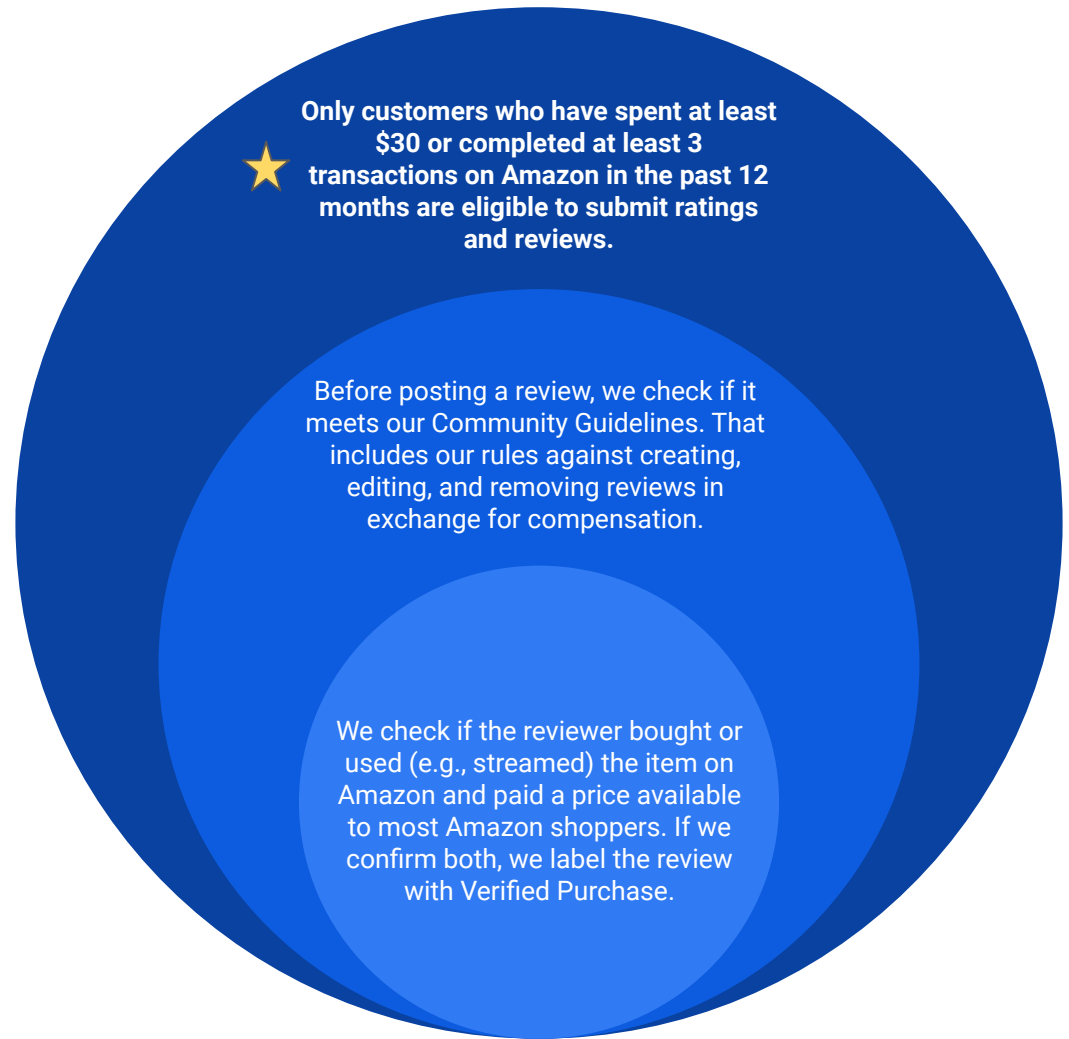 Only customers who have spent at least
$30 or completed at least 3
transactions on Amazon in the past 12
months are eligible to submit ratings
and reviews.
Before posting a review, we check if it
meets our Community Guidelines. That
includes our rules against creating,
editing, and removing reviews in
exchange for compensation.
We check if the reviewer bought or
used (e.g., streamed) the item on
Amazon and paid a price available
to most Amazon shoppers. If we
confirm both, we label the review
with Verified Purchase.